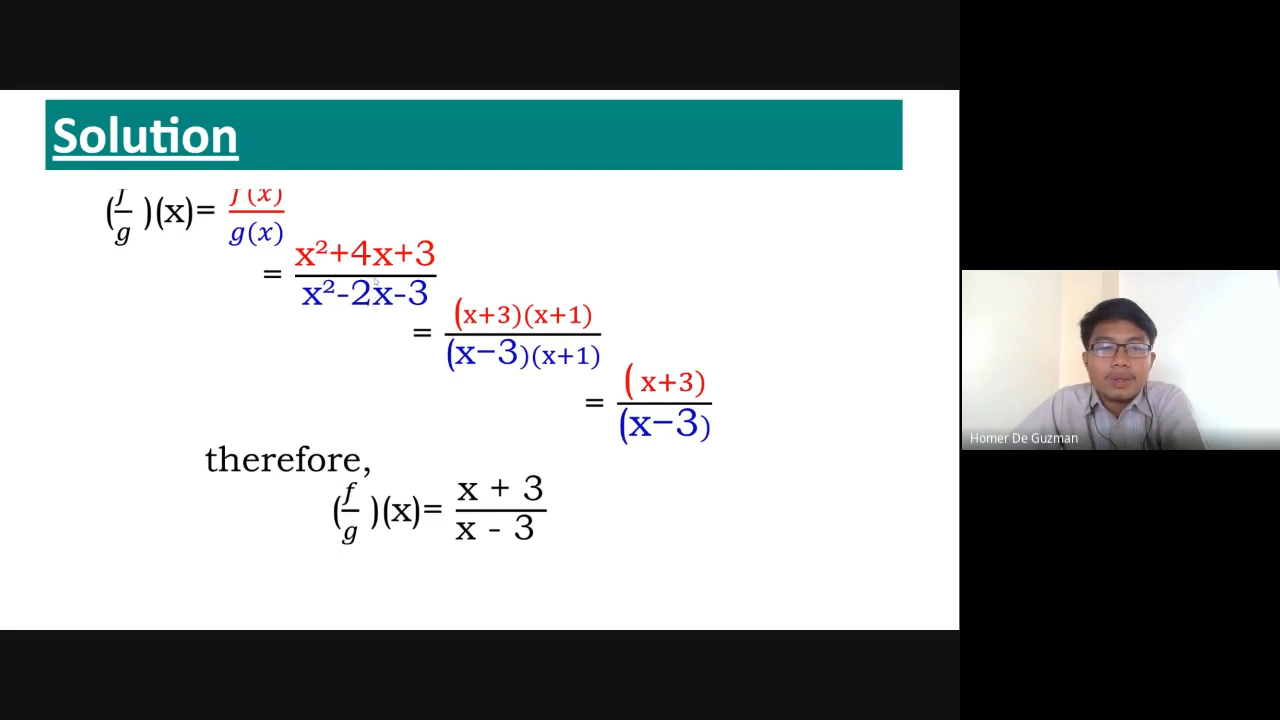 Solution
(f/g )(x)= f(x)/g(x)
= x²+4x+3/x²-2x-3
= (x+3)(x+1)/(x−3)(x+1)
= ( x+3)/(x−3)
therefore,
(f/g )(x)= x + 3/x - 3
Homer De Guzman